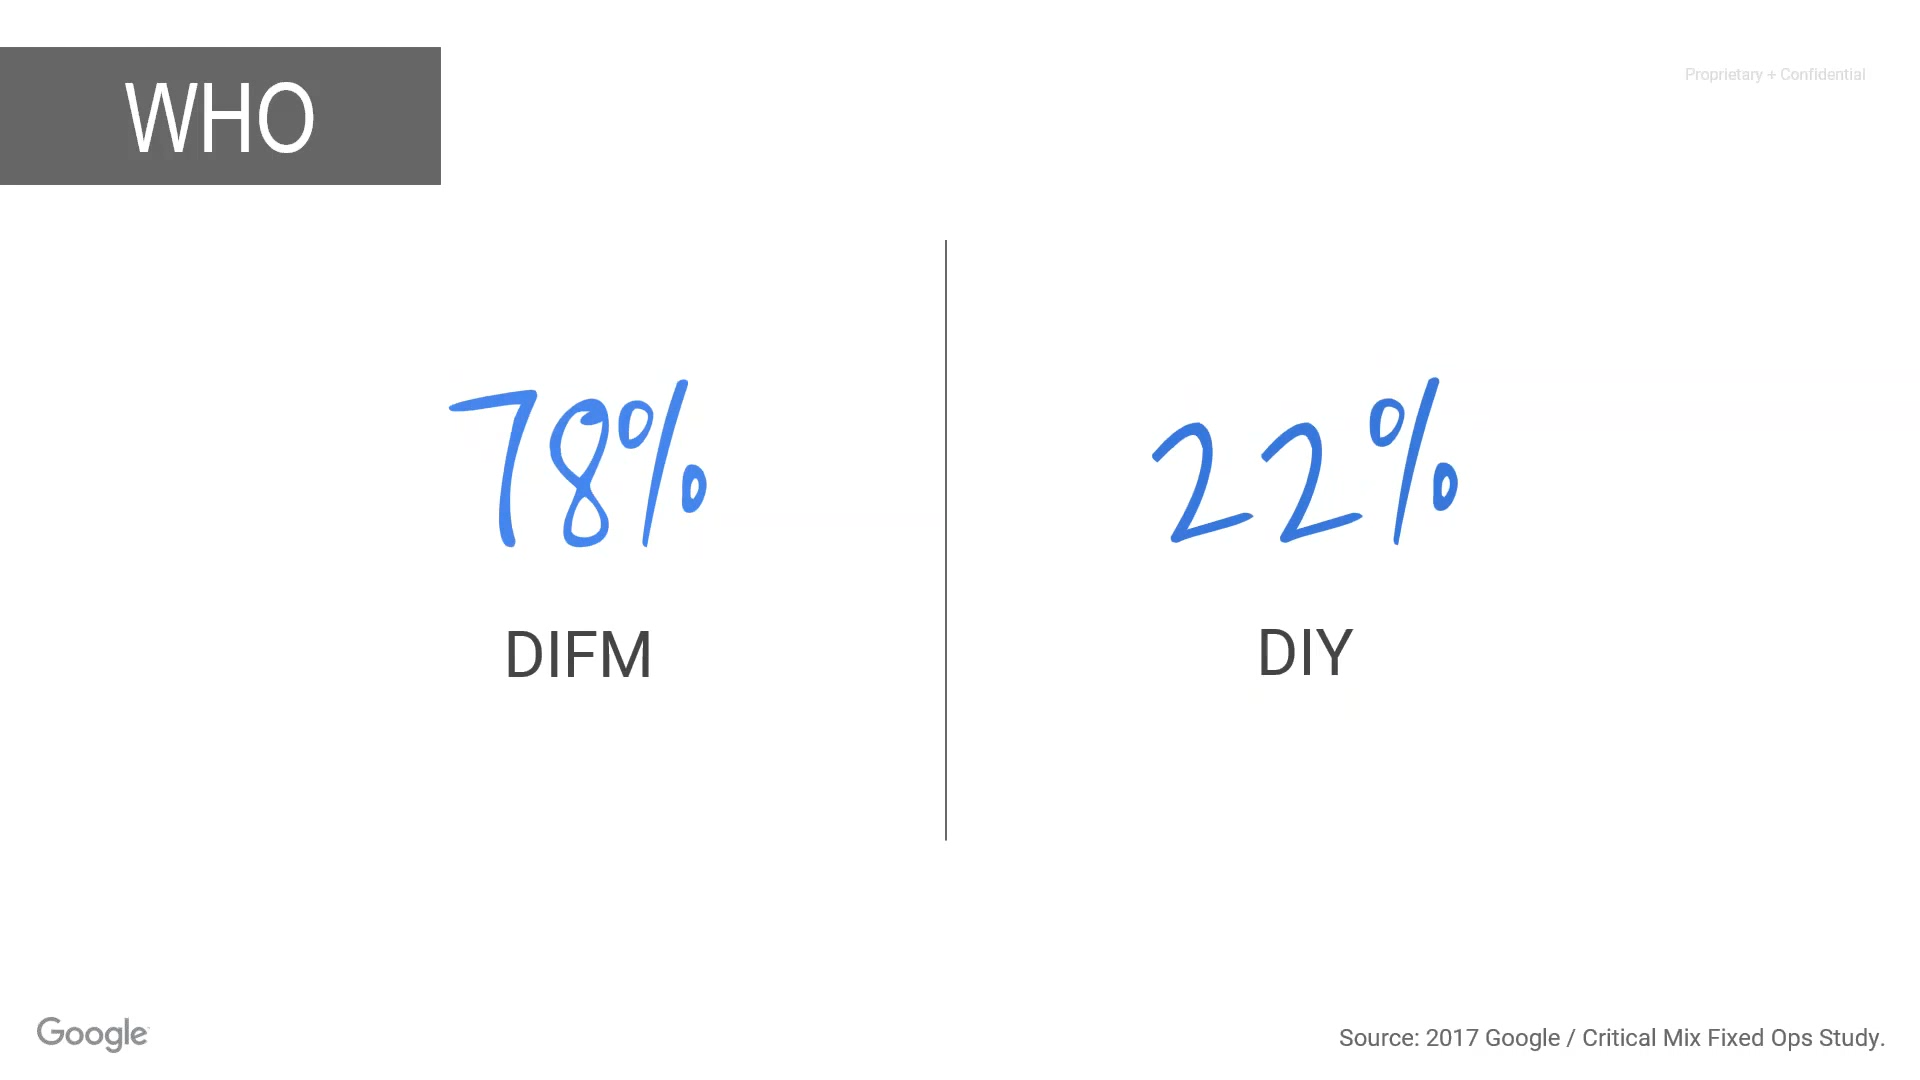 WHO
Proprietary + Confidential
78%
22%
DIFM
DIY
Google
Source: 2017 Google / Critical Mix Fixed Ops Study.